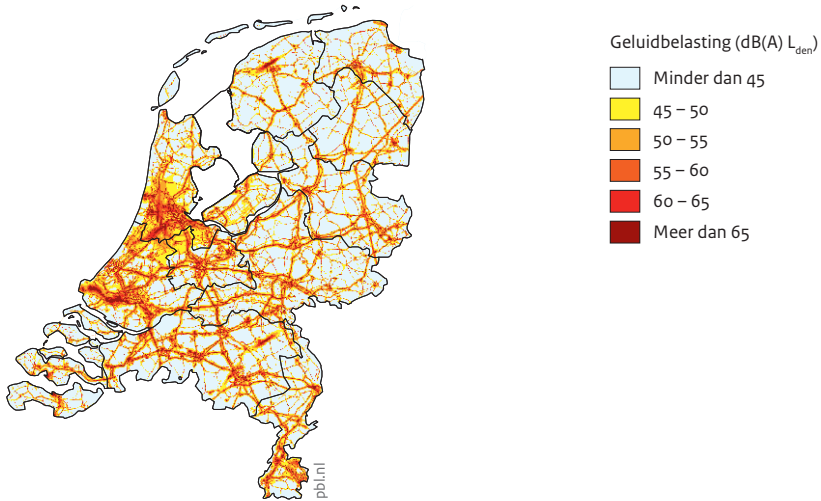 Geluidbelasting (dB(A) Lden)
Minder dan 45
45 – 50
50 – 55
55 – 60
60 – 65
Meer dan 65
pbl.nl